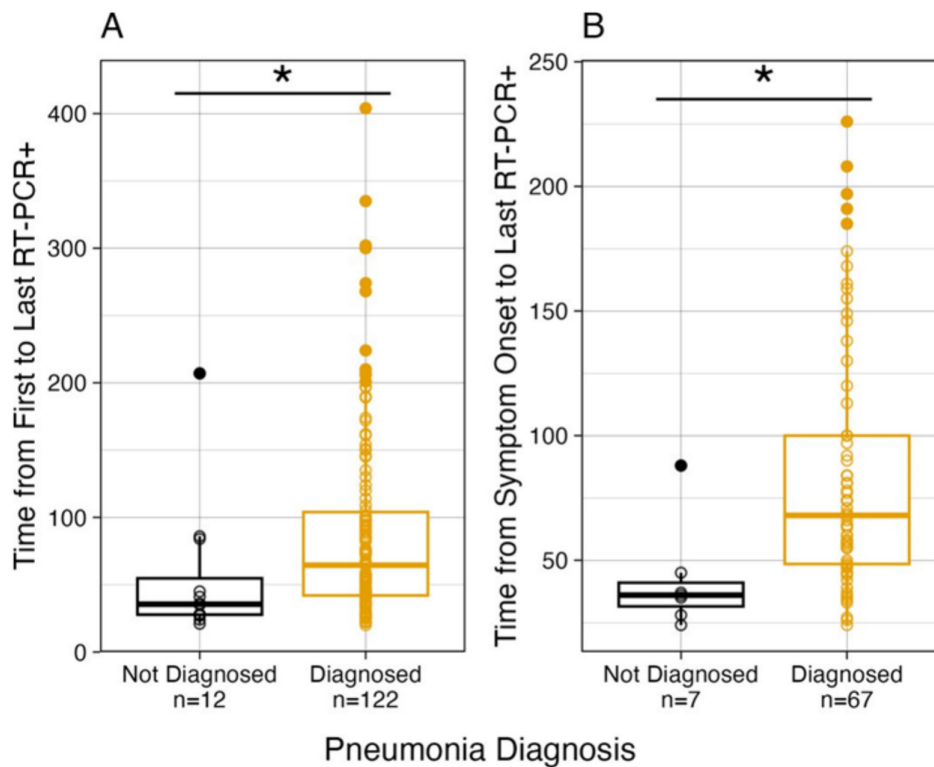 A
B
*
*
Time from First to Last RT-PCR+
400
300
200
100
0
Time from Symptom Onset to Last RT-PCR+
250
200
150
100
50
Not Diagnosed
n=12
Diagnosed
n=122
Not Diagnosed
n=7
Diagnosed
n=67
Pneumonia Diagnosis